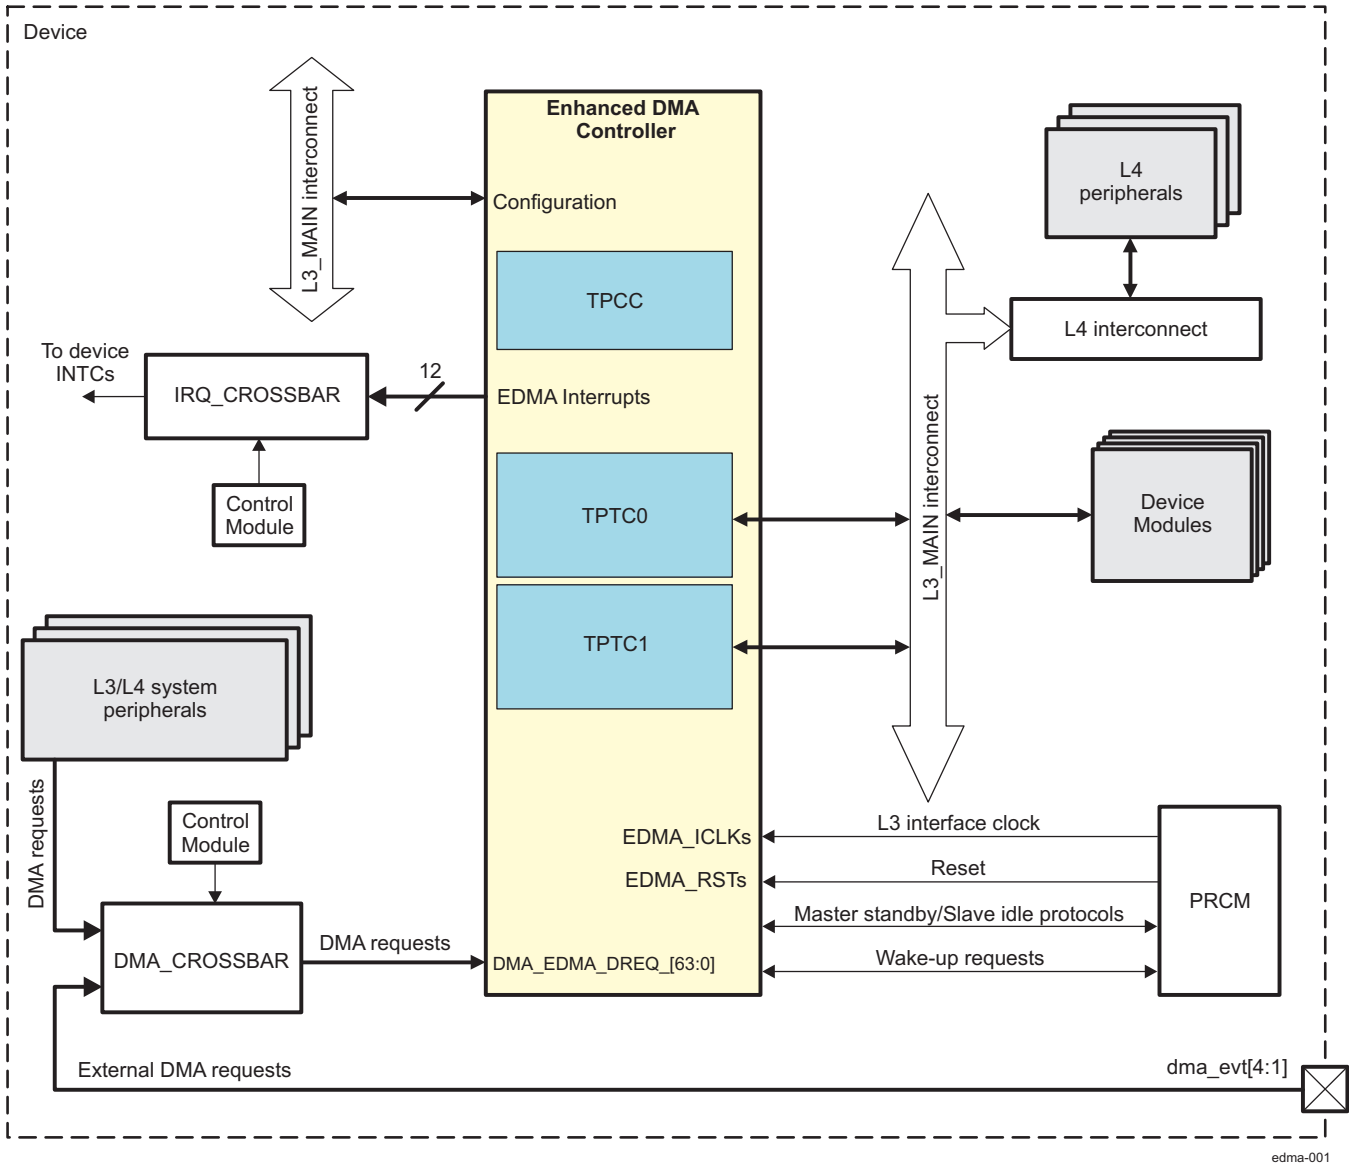 Device
Enhanced DMA
Controller
L3_MAIN interconnect
Configuration
TPCC
L4
peripherals
L4 interconnect
To device
INTCs
IRQ_CROSSBAR
12
EDMA Interrupts
Control
Module
TPTC0
L3_MAIN interconnect
Device
Modules
TPTC1
L3/L4 system
peripherals
DMA requests
Control
Module
DMA_CROSSBAR
DMA requests
DMA_EDMA_DREQ_[63:0]
EDMA_ICLKs
L3 interface clock
EDMA_RSTs
Reset
PRCM
Master standby/Slave idle protocols
Wake-up requests
External DMA requests
dma_evt[4:1]
edma-001